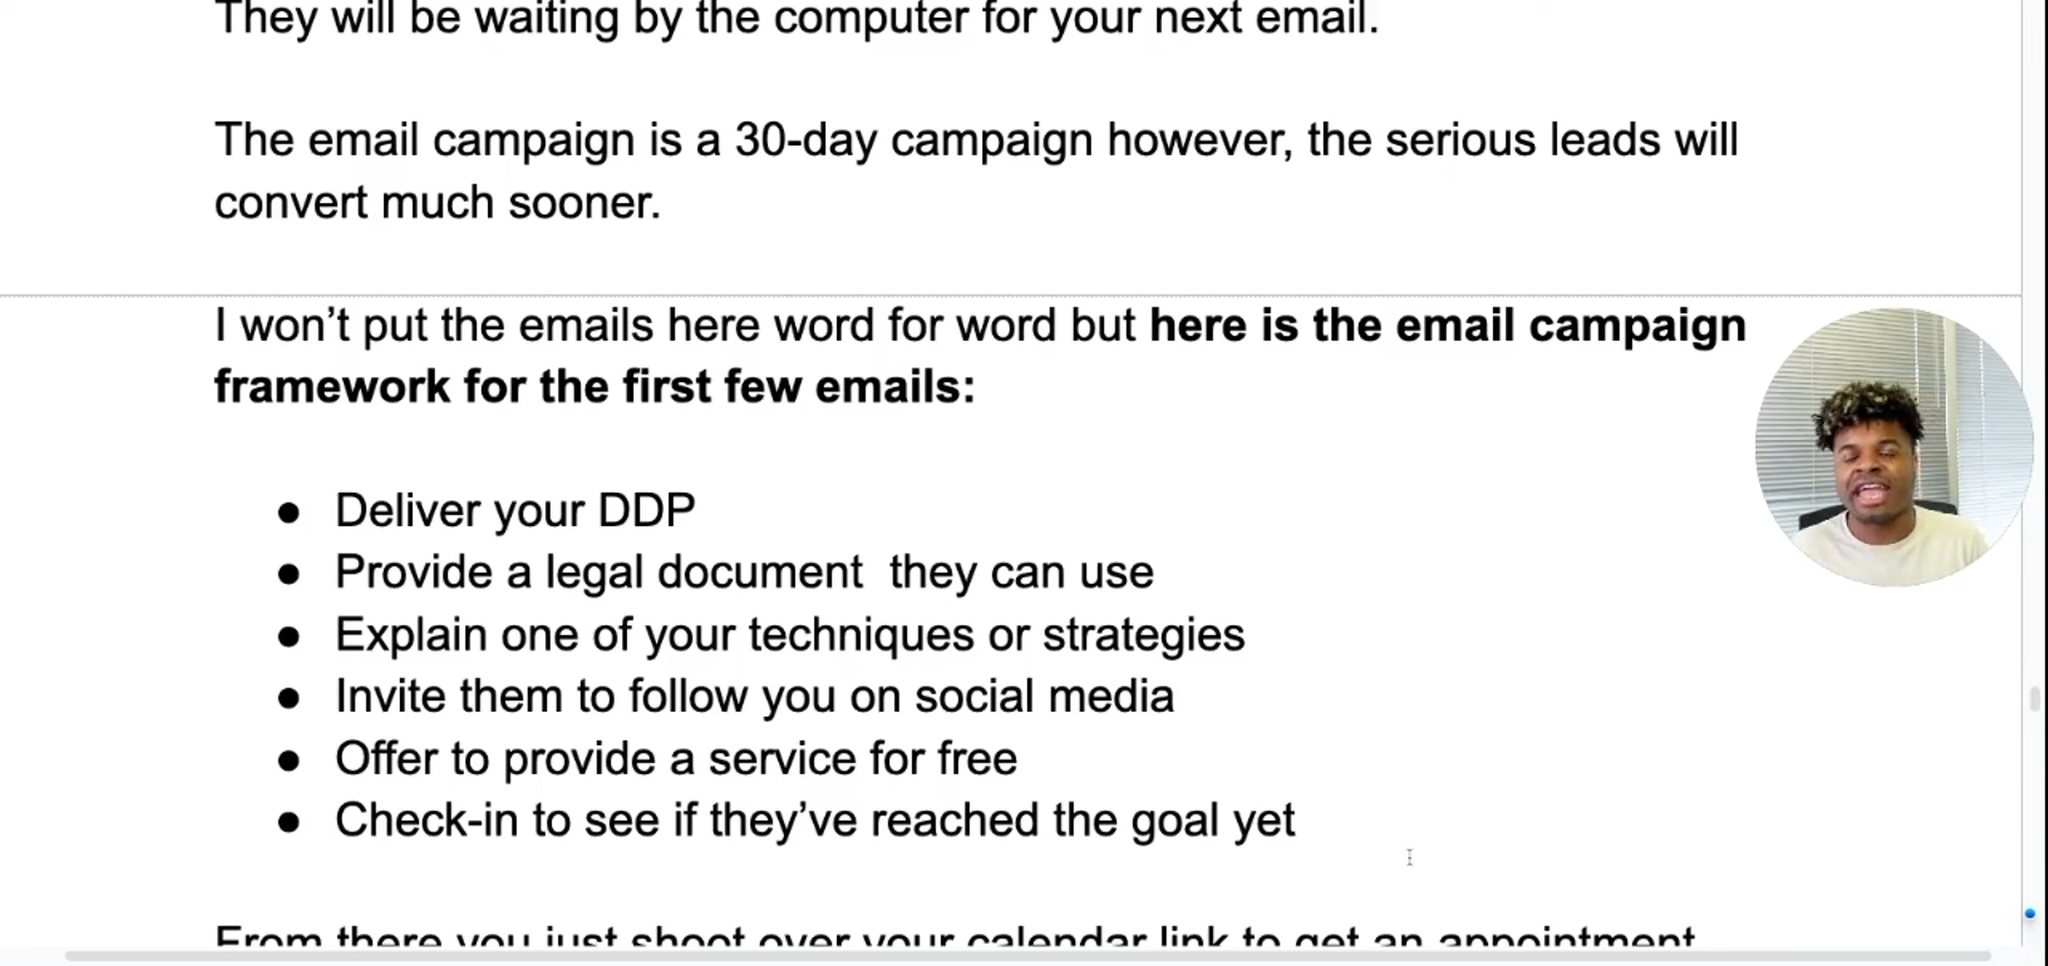 They will be waiting by the computer for your next email.
The email campaign is a 30-day campaign however, the serious leads will
convert much sooner.
I won’t put the emails here word for word but here is the email campaign
framework for the first few emails:
● Deliver your DDP
● Provide a legal document  they can use
● Explain one of your techniques or strategies
● Invite them to follow you on social media
● Offer to provide a service for free
● Check-in to see if they’ve reached the goal yet
From there you just shoot over your calendar link to get an appointment